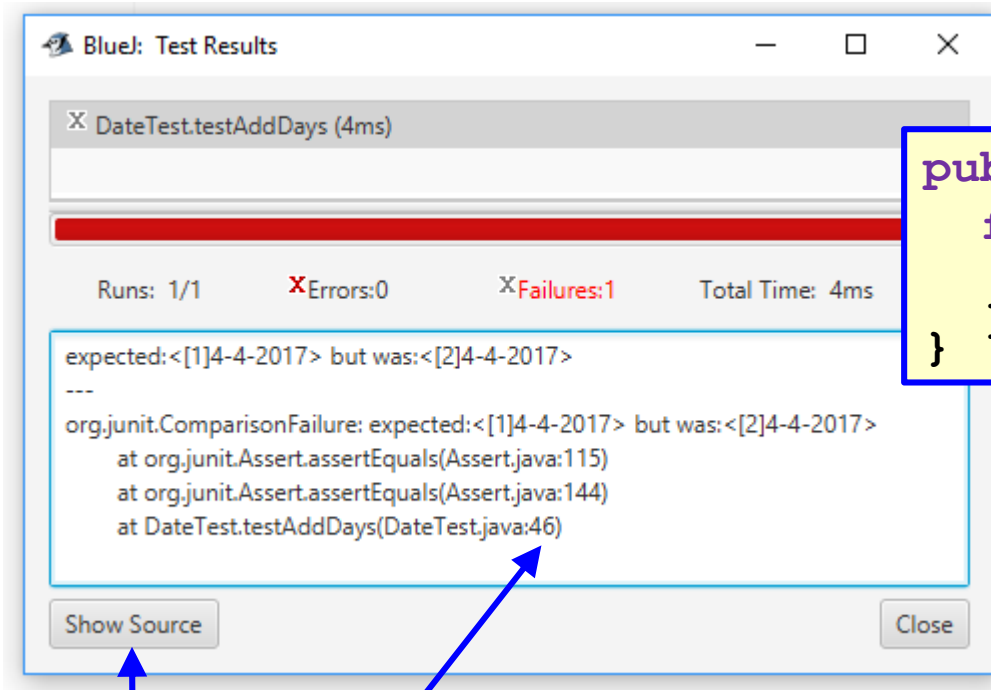 BlueJ: Test Results
x DateTest.testAddDays (4ms)
Runs: 1/1 xErrors:0 xFailures:1 Total Time: 4ms
expected:<[1]4-4-2017> but was:<[2]4-4-2017>
---
org.junit.ComparisonFailure: expected:<[1]4-4-2017> but was:<[2]4-4-2017>
at org.junit.Assert.assertEquals(Assert.java:115)
at org.junit.Assert.assertEquals(Assert.java:144)
at DateTest.testAddDays(DateTest.java:46)
Show Source Close
pub
}